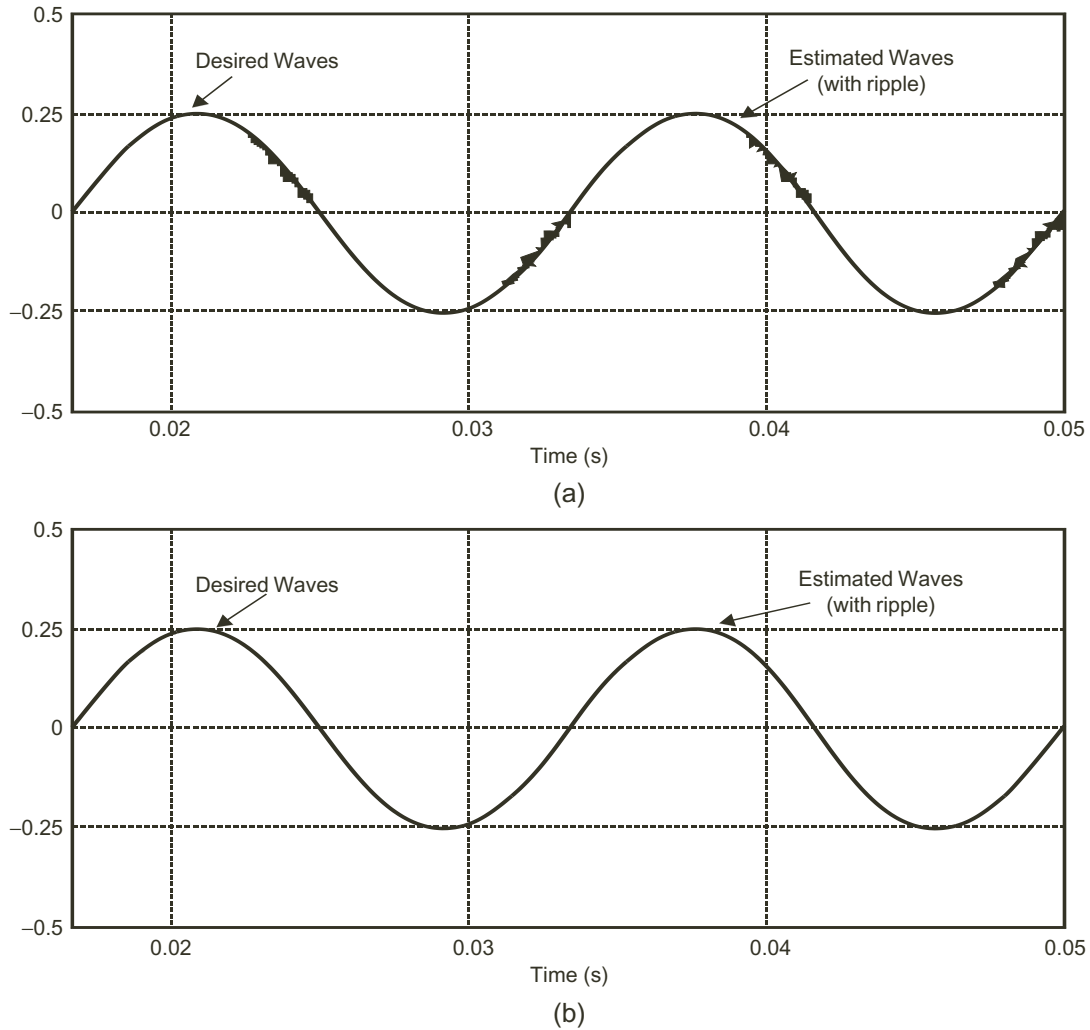 0.5
Desired Waves
Estimated Waves
(with ripple)
0.25
0
–0.25
–0.5
0.02 0.03 0.04 0.05
Time (s)
(a)
0.5
Desired Waves
Estimated Waves
(with ripple)
0.25
0
–0.25
–0.5
0.02 0.03 0.04 0.05
Time (s)
(b)